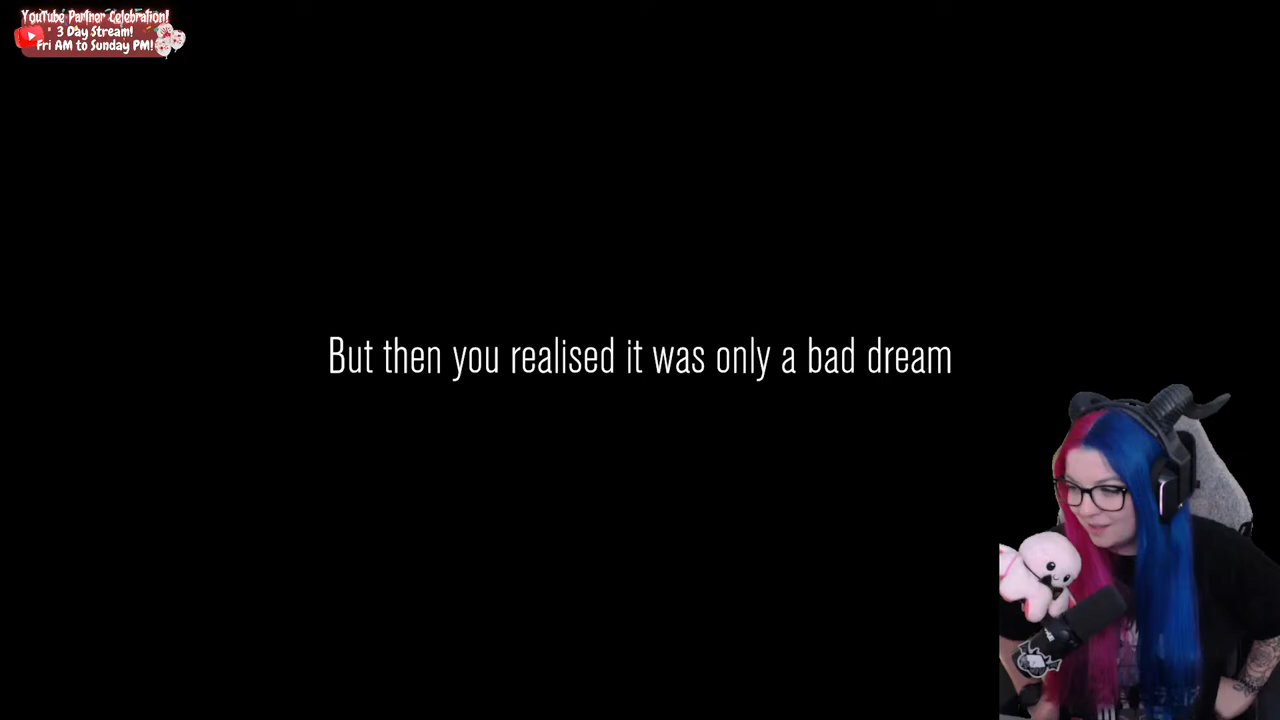 YouTube Partner Celebration!
3 Day Stream!
Fri AM to Sunday PM!
But then you realised it was only a bad dream